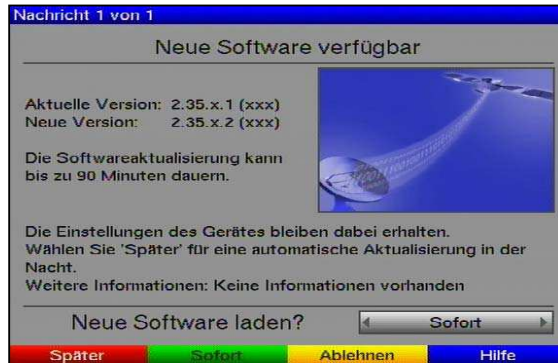 Nachricht 1 von 1
Neue Software verfügbar
Aktuelle Version: 2.35.x.1 (xxx)
Neue Version: 2.35.x.2 (xxx)
Die Softwareaktualisierung kann
bis zu 90 Minuten dauern.
Die Einstellungen des Gerätes bleiben dabei erhalten.
Wählen Sie 'Später' für eine automatische Aktualisierung in der
Nacht.
Weitere Informationen: Keine Informationen vorhanden
Neue Software laden? Sofort
Später Sofort Ablehnen Hilfe